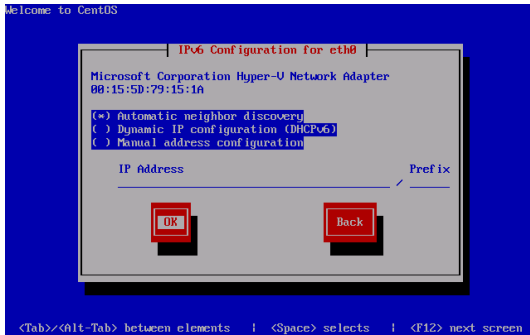 Welcome to CentOS
IPv6 Configuration for eth0
Microsoft Corporation Hyper-V Network Adapter
00:15:5D:79:15:1A
(*) Automatic neighbor discovery
( ) Dynamic IP configuration (DHCPv6)
( ) Manual address configuration
IP Address Prefix
/
OK Back
<Tab>/<Alt-Tab> between elements | <Space> selects | <F12> next screen